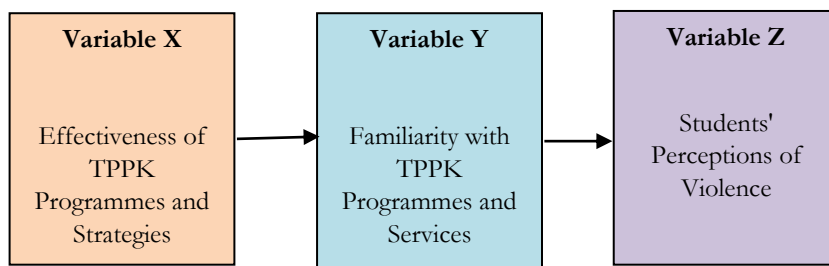 Variable X
Effectiveness of
TPPK
Programmes and
Strategies
Variable Y
Familiarity with
TPPK
Programmes and
Services
Variable Z
Students'
Perceptions of
Violence